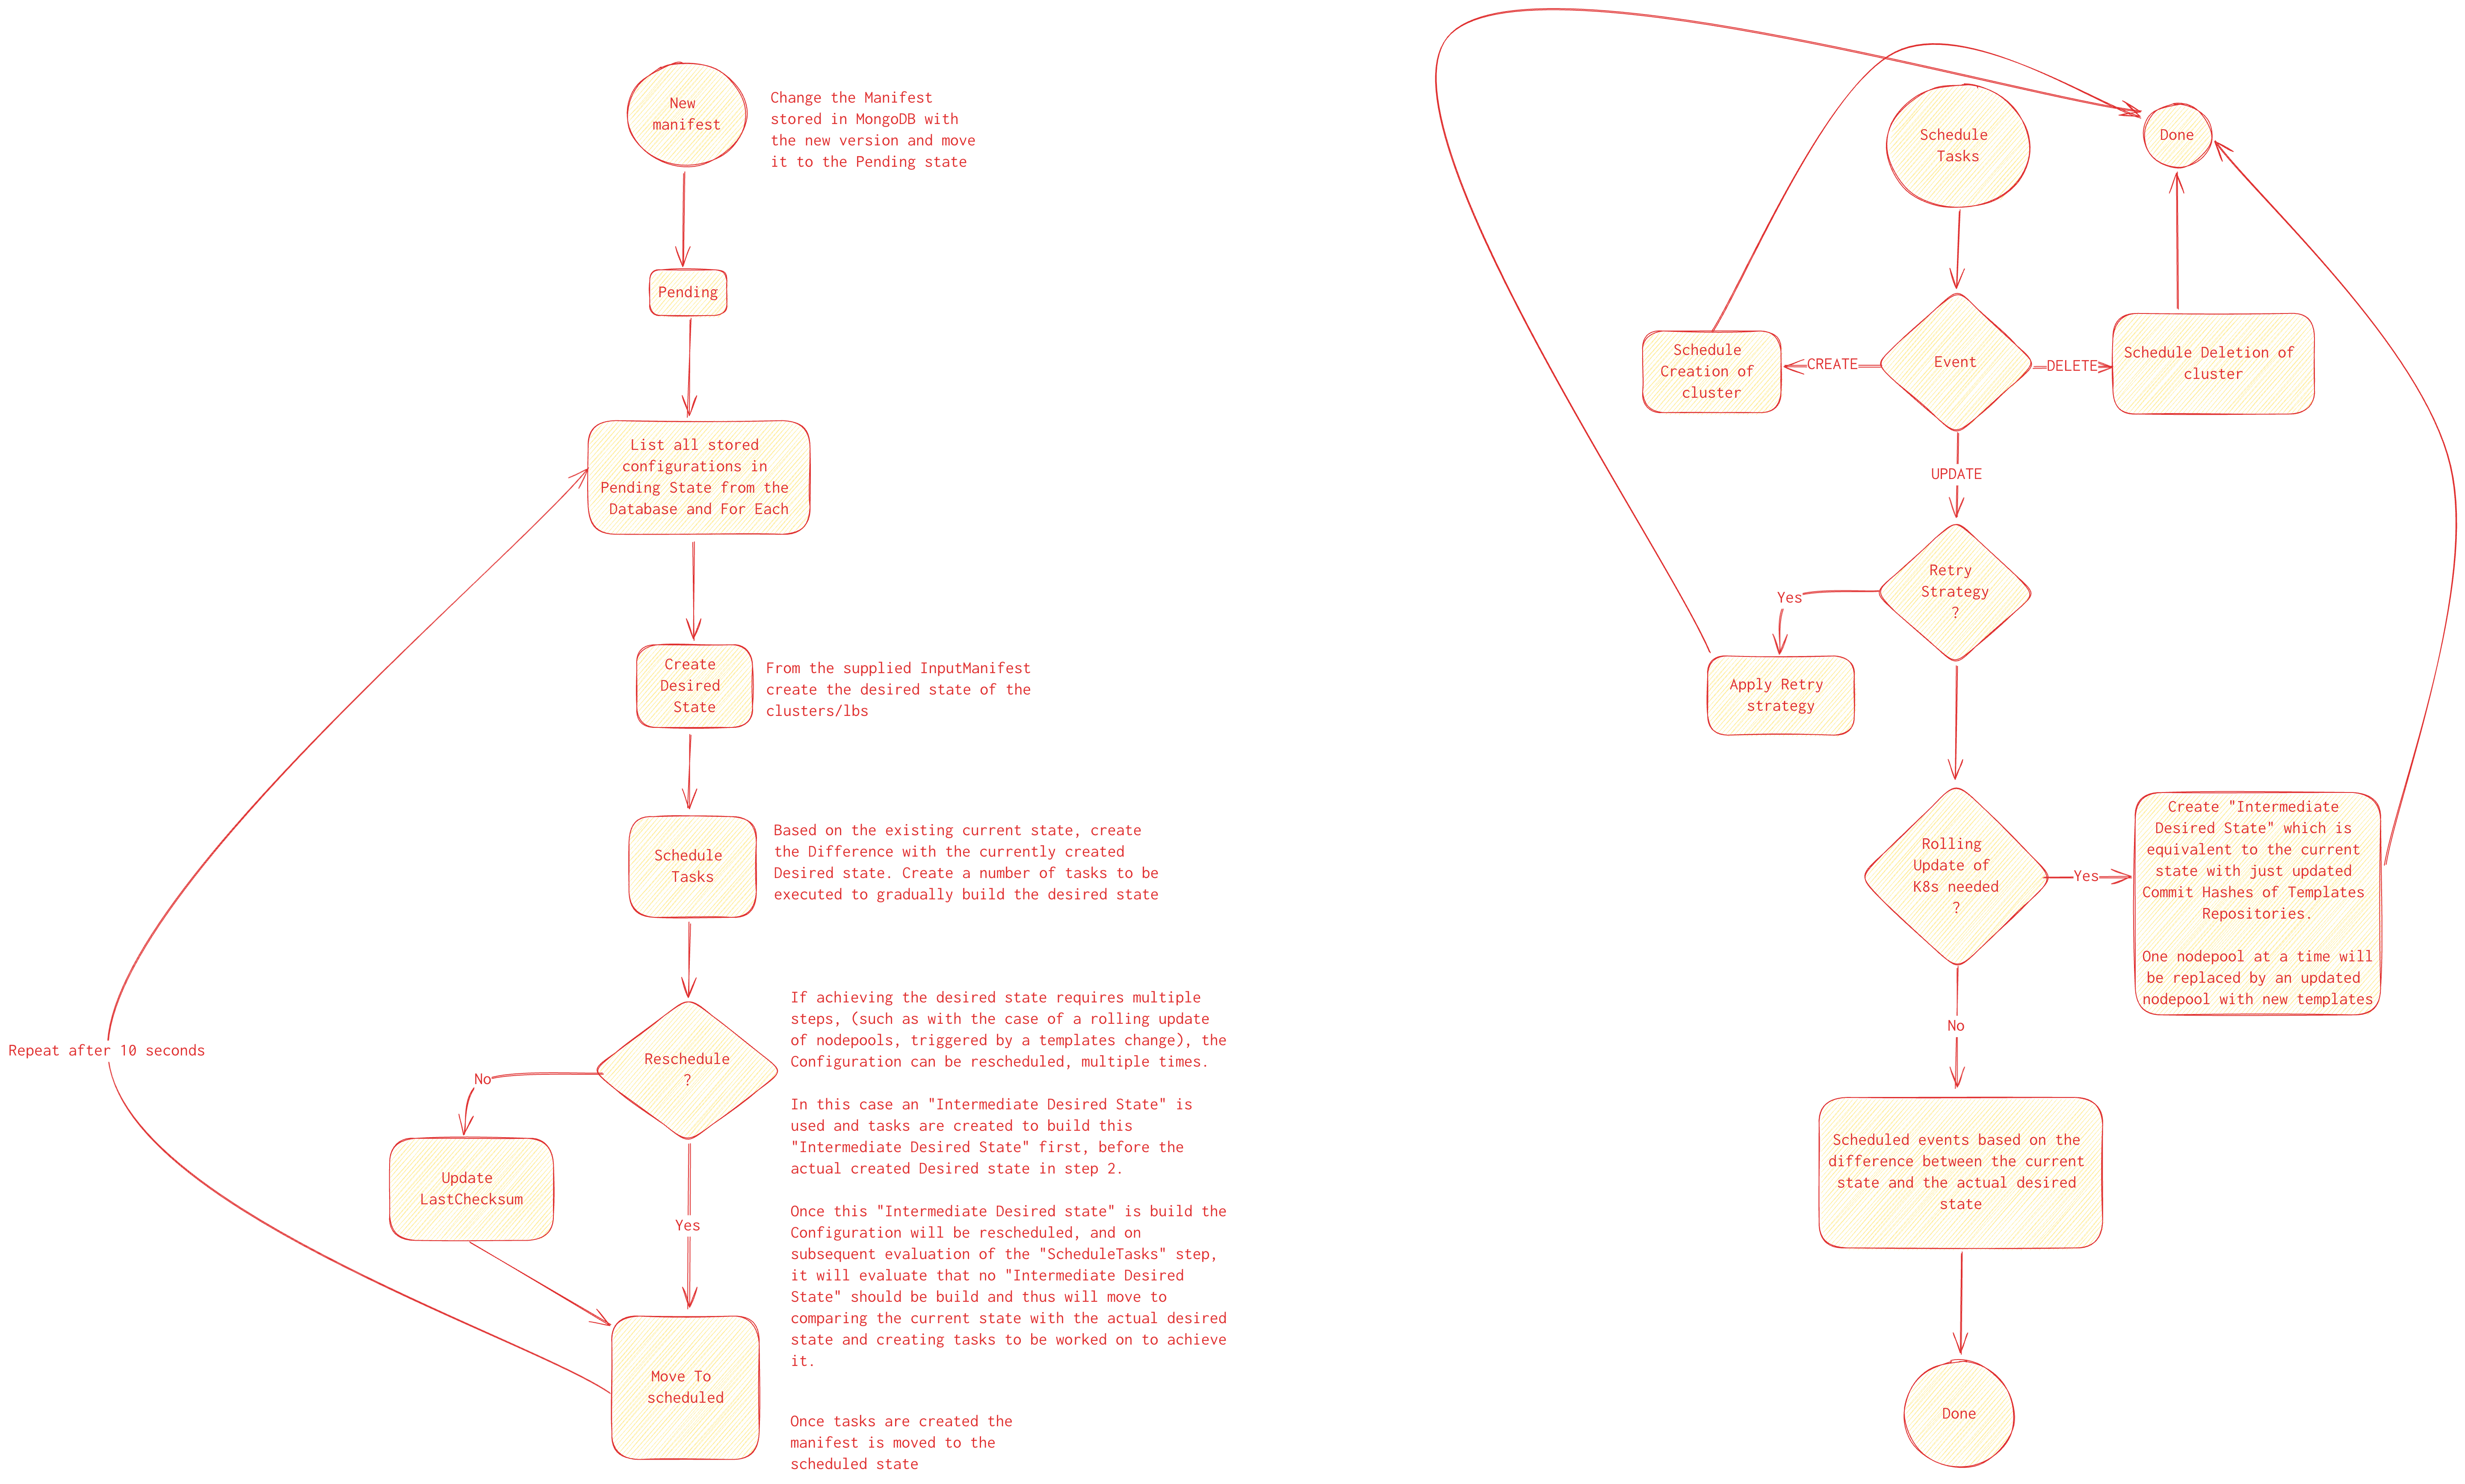 New
manifest
Change the Manifest
stored in MongoDB with
the new version and move
it to the Pending state
Pending
List all stored
configurations in
Pending State from the
Database and For Each
Create
Desired
State
From the supplied InputManifest
create the desired state of the
clusters/lbs
Schedule
Tasks
Based on the existing current state, create
the Difference with the currently created
Desired state. Create a number of tasks to be
executed to gradually build the desired state
Reschedule
?
If achieving the desired state requires multiple
steps, (such as with the case of a rolling update
of nodepools, triggered by a templates change), the
Configuration can be rescheduled, multiple times.
In this case an "Intermediate Desired State" is
used and tasks are created to build this
"Intermediate Desired State" first, before the
actual created Desired state in step 2.
Once this "Intermediate Desired state" is build the
Configuration will be rescheduled, and on
subsequent evaluation of the "ScheduleTasks" step,
it will evaluate that no "Intermediate Desired
State" should be build and thus will move to
comparing the current state with the actual desired
state and creating tasks to be worked on to achieve
it.
Repeat after 10 seconds
No
Update
LastChecksum
Yes
Move To
scheduled
Once tasks are created the
manifest is moved to the
scheduled state
Schedule
Tasks
Done
Event
CREATE
Schedule
Creation of
cluster
DELETE
Schedule Deletion of
cluster
UPDATE
Retry
Strategy
?
Yes
Apply Retry
strategy
Rolling
Update of
K8s needed
?
Yes
Create "Intermediate
Desired State" which is
equivalent to the current
state with just updated
Commit Hashes of Templates
Repositories.
One nodepool at a time will
be replaced by an updated
nodepool with new templates
No
Scheduled events based on the
difference between the current
state and the actual desired
state
Done